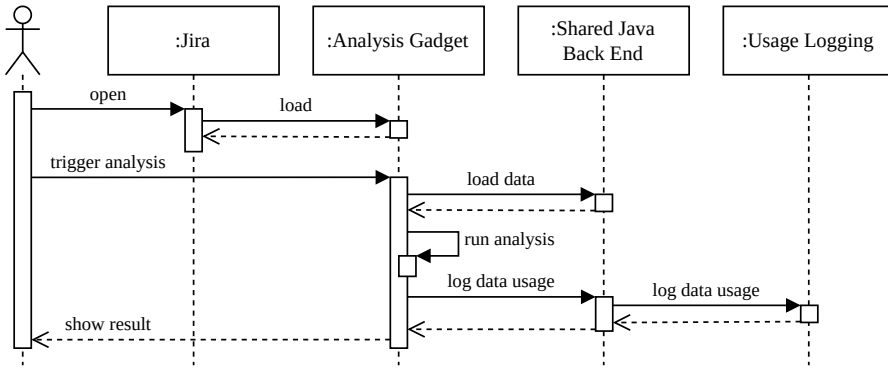 :Jira
:Analysis Gadget
:Shared Java
Back End
:Usage Logging
open
load
trigger analysis
load data
run analysis
log data usage
log data usage
show result